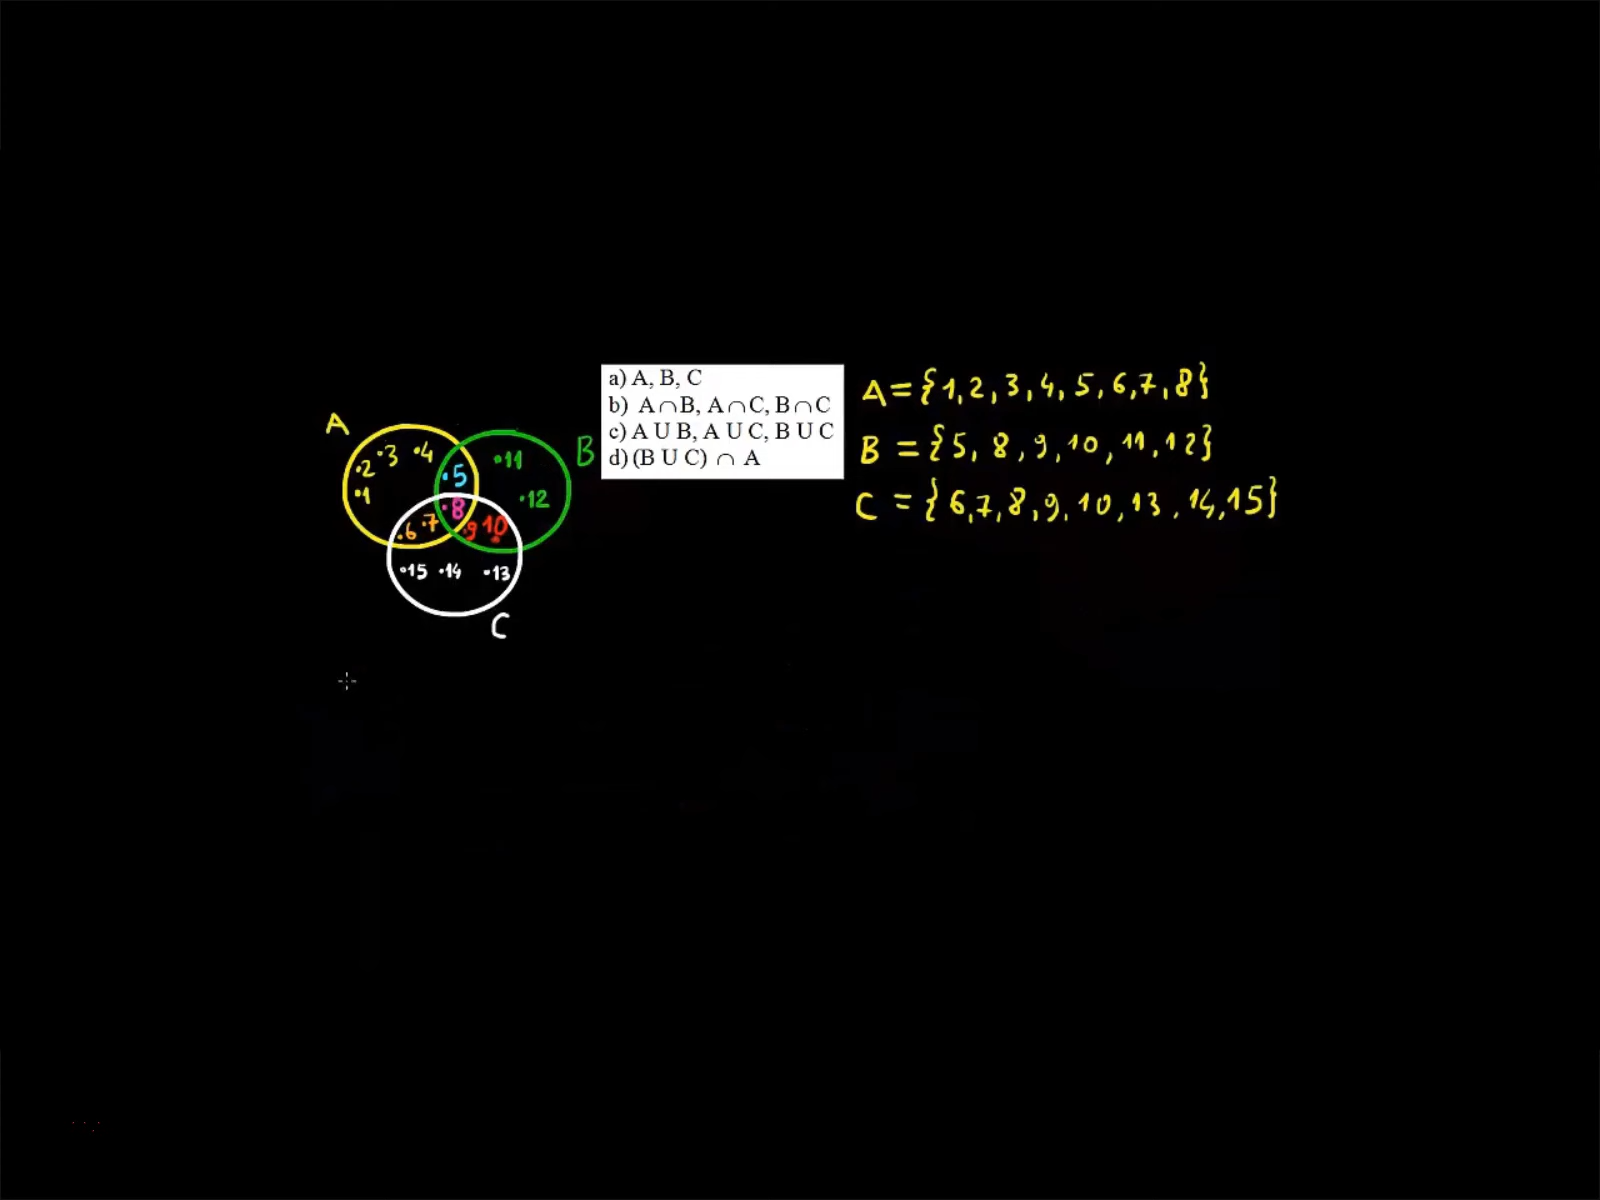 A
B
C
·2 ·3 ·4
·1
·5
·11
·12
·8
·6 ·7
·9 10
·15 ·14 ·13
a) A, B, C
b) A∩B, A∩C, B∩C
c) A U B, A U C, B U C
d) (B U C) ∩ A
A = {1, 2, 3, 4, 5, 6, 7, 8}
B = {5, 8, 9, 10, 11, 12}
C = {6, 7, 8, 9, 10, 13, 14, 15}